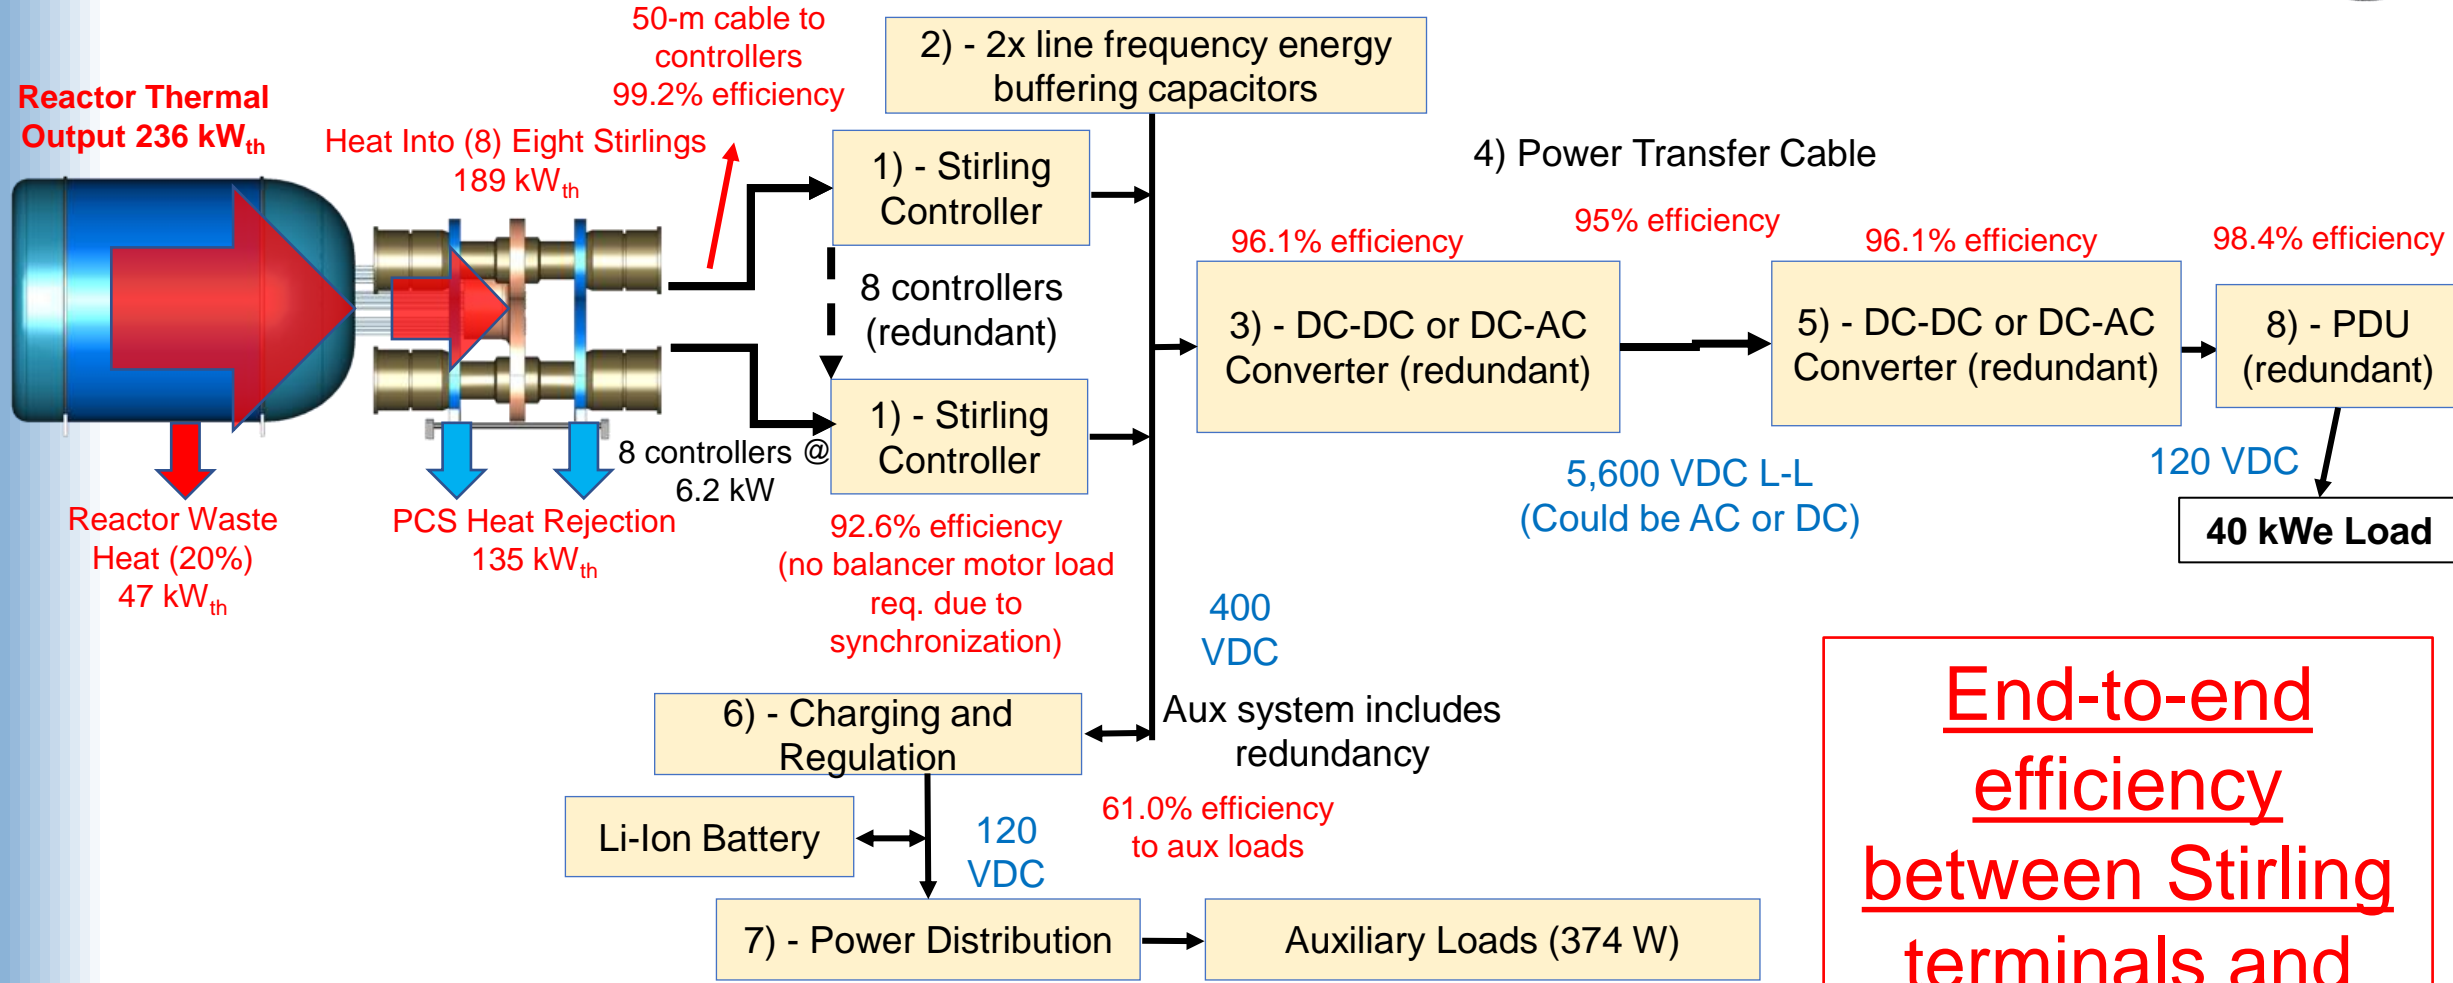 50-m cable to
controllers
99.2% efficiency
2) - 2x line frequency energy
buffering capacitors
Reactor Thermal
Output 236 kWth
Heat Into (8) Eight Stirlings
189 kWth
1) - Stirling
Controller
4) Power Transfer Cable
96.1% efficiency
95% efficiency
96.1% efficiency
98.4% efficiency
8 controllers
(redundant)
3) - DC-DC or DC-AC
Converter (redundant)
5) - DC-DC or DC-AC
Converter (redundant)
8) - PDU
(redundant)
1) - Stirling
Controller
8 controllers @
6.2 kW
5,600 VDC L-L
(Could be AC or DC)
120 VDC
40 kWe Load
Reactor Waste
Heat (20%)
47 kWth
PCS Heat Rejection
135 kWth
92.6% efficiency
(no balancer motor load
req. due to
synchronization)
400
VDC
6) - Charging and
Regulation
Aux system includes
redundancy
Li-Ion Battery
120
VDC
61.0% efficiency
to aux loads
7) - Power Distribution
Auxiliary Loads (374 W)
End-to-end
efficiency
between Stirling
terminals and